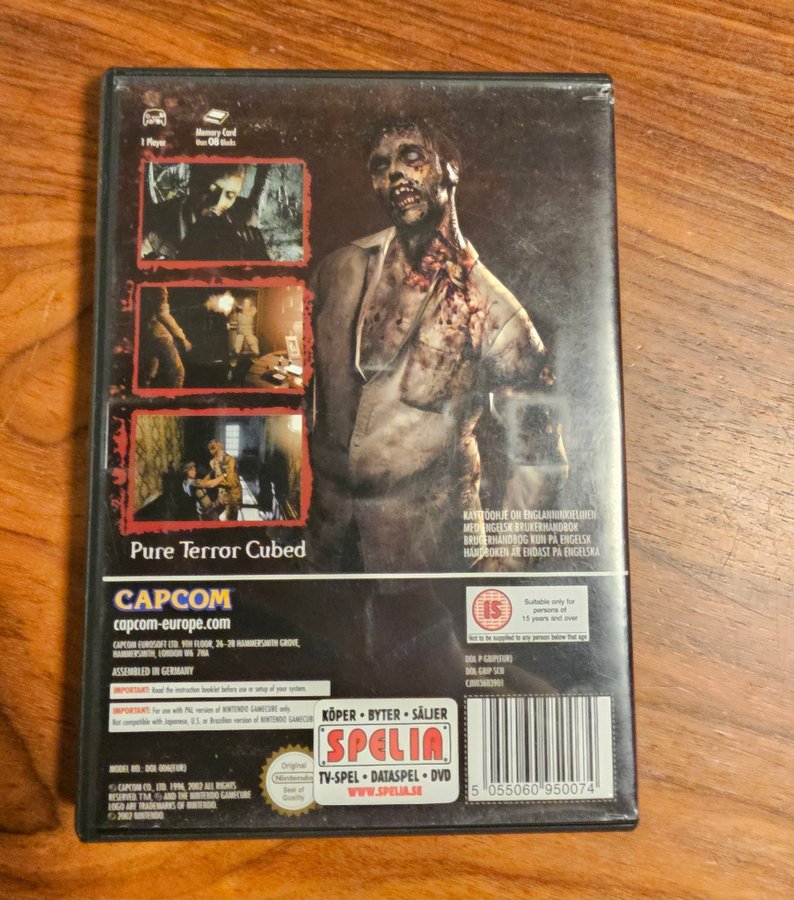 1 Player
Memory Card
Uses 08 Blocks
Pure Terror Cubed
KÄYTTÖOHJE ON ENGLANNINKIELINEN
MED ENGELSK BRUKERHANDBOK
BRUGERHÅNDBOG KUN PÅ ENGELSK
HANDBOKEN ÄR ENDAST PÅ ENGELSKA
CAPCOM
capcom-europe.com
CAPCOM EUROSOFT LTD. 9TH FLOOR, 26-28 HAMMERSMITH GROVE,
HAMMERSMITH, LONDON W6 7HA
ASSEMBLED IN GERMANY
IMPORTANT: Read the instruction booklet before use or setup of your system.
IMPORTANT: For use with PAL version of NINTENDO GAMECUBE only.
Not compatible with Japanese, U.S. or Brazilian version of NINTENDO GAMECUB
15
Suitable only for
persons of
15 years and over
Not to be supplied to any person below that age
DOL-P-GBIP(EUR)
DOL GBIP SCN
CJN03603901
KÖPER • BYTER • SÄLJER
SPELIA
TV-SPEL • DATASPEL • DVD
WWW.SPELIA.SE
MODEL NO.: DOL-006(EUR)
© CAPCOM CO., LTD. 1996, 2002 ALL RIGHTS
RESERVED. TM, ® AND THE NINTENDO GAMECUBE
LOGO ARE TRADEMARKS OF NINTENDO.
© 2002 NINTENDO.
Original
Nintendo
Seal of
Quality
5 055060 950074